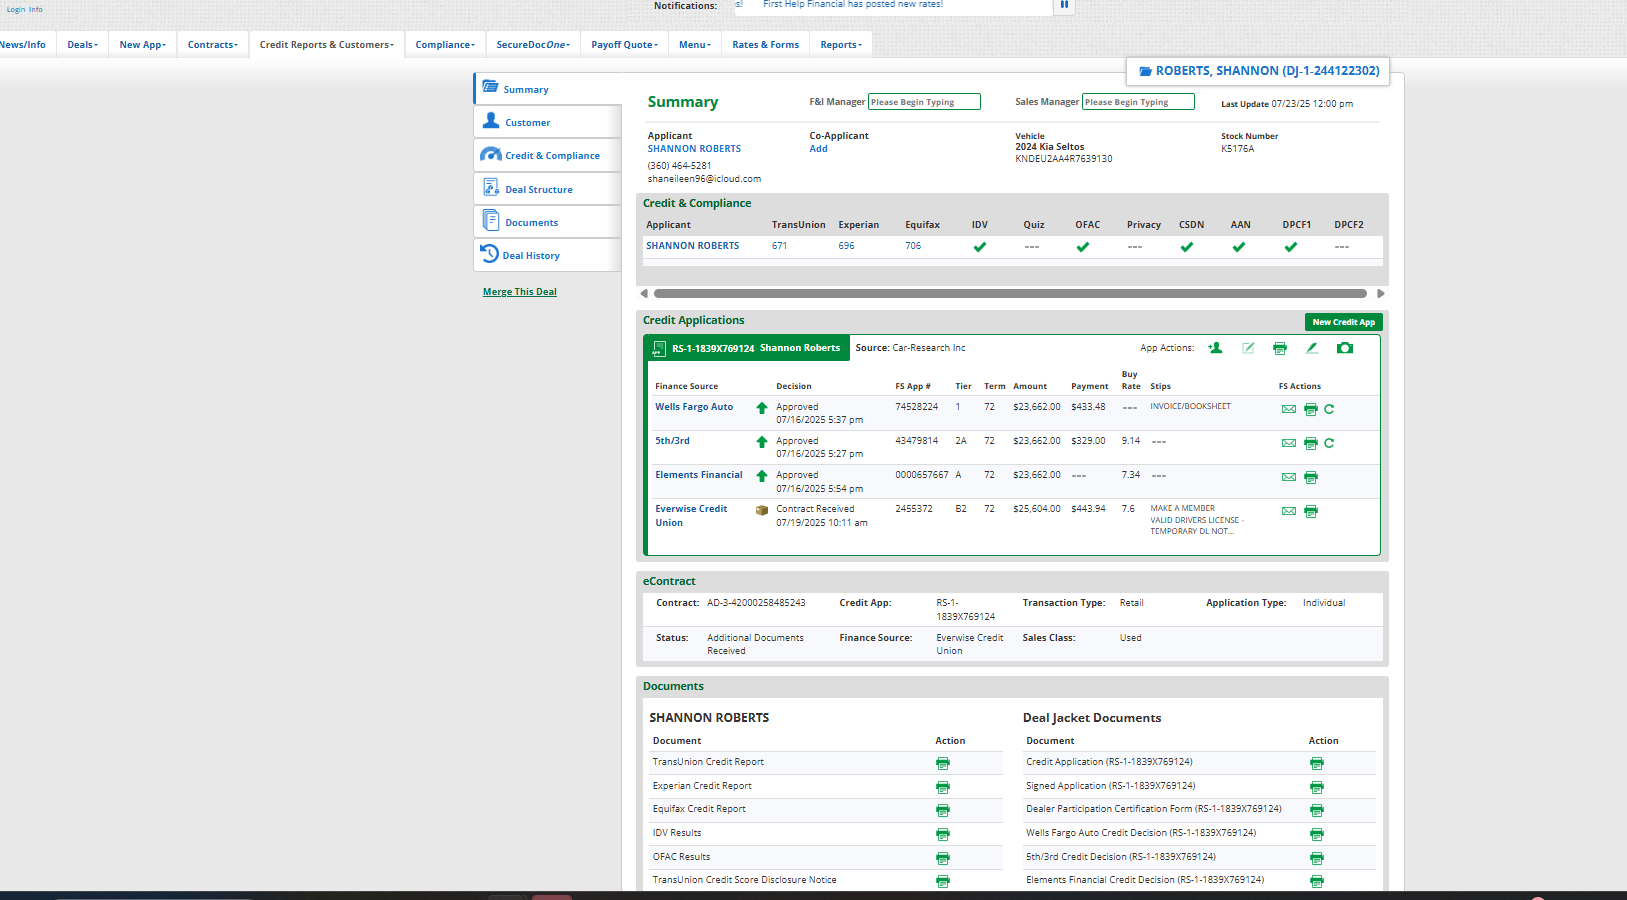 Login Info
Notifications:
s! First Help Financial has posted new rates!
News/Info Deals New App Contracts Credit Reports & Customers Compliance SecureDocOne Payoff Quote Menu Rates & Forms Reports
ROBERTS, SHANNON (DJ-1-244122302)
Summary
Customer
Credit & Compliance
Deal Structure
Documents
Deal History
Merge This Deal
Summary F&I Manager Please Begin Typing Sales Manager Please Begin Typing Last Update 07/23/25 12:00 pm
Applicant Co-Applicant Vehicle Stock Number
SHANNON ROBERTS Add 2024 Kia Seltos K5176A
KNDEU2AA4R7639130
(360) 464-5281
shaneileen96@icloud.com
Credit & Compliance
Applicant TransUnion Experian Equifax IDV Quiz OFAC Privacy CSDN AAN DPCF1 DPCF2
SHANNON ROBERTS 671 696 706 --- --- ---
Credit Applications New Credit App
APP RS-1-1839X769124 Shannon Roberts Source: Car-Research Inc App Actions:
Finance Source Decision FS App # Tier Term Amount Payment Buy Rate Stips FS Actions
Wells Fargo Auto Approved 74528224 1 72 $23,662.00 $433.48 --- INVOICE/BOOKSHEET
07/16/2025 5:37 pm
5th/3rd Approved 43479814 2A 72 $23,662.00 $329.00 9.14 ---
07/16/2025 5:27 pm
Elements Financial Approved 0000657667 A 72 $23,662.00 --- 7.34 ---
07/16/2025 5:54 pm
Everwise Credit Contract Received 2455372 B2 72 $25,604.00 $443.94 7.6 MAKE A MEMBER
Union 07/19/2025 10:11 am VALID DRIVERS LICENSE -
TEMPORARY DL NOT...
eContract
Contract: AD-3-42000258485243 Credit App: RS-1- Transaction Type: Retail Application Type: Individual
1839X769124
Status: Additional Documents Finance Source: Everwise Credit Sales Class: Used
Received Union
Documents
SHANNON ROBERTS
Document Action
TransUnion Credit Report
Experian Credit Report
Equifax Credit Report
IDV Results
OFAC Results
TransUnion Credit Score Disclosure Notice
Deal Jacket Documents
Document Action
Credit Application (RS-1-1839X769124)
Signed Application (RS-1-1839X769124)
Dealer Participation Certification Form (RS-1-1839X769124)
Wells Fargo Auto Credit Decision (RS-1-1839X769124)
5th/3rd Credit Decision (RS-1-1839X769124)
Elements Financial Credit Decision (RS-1-1839X769124)